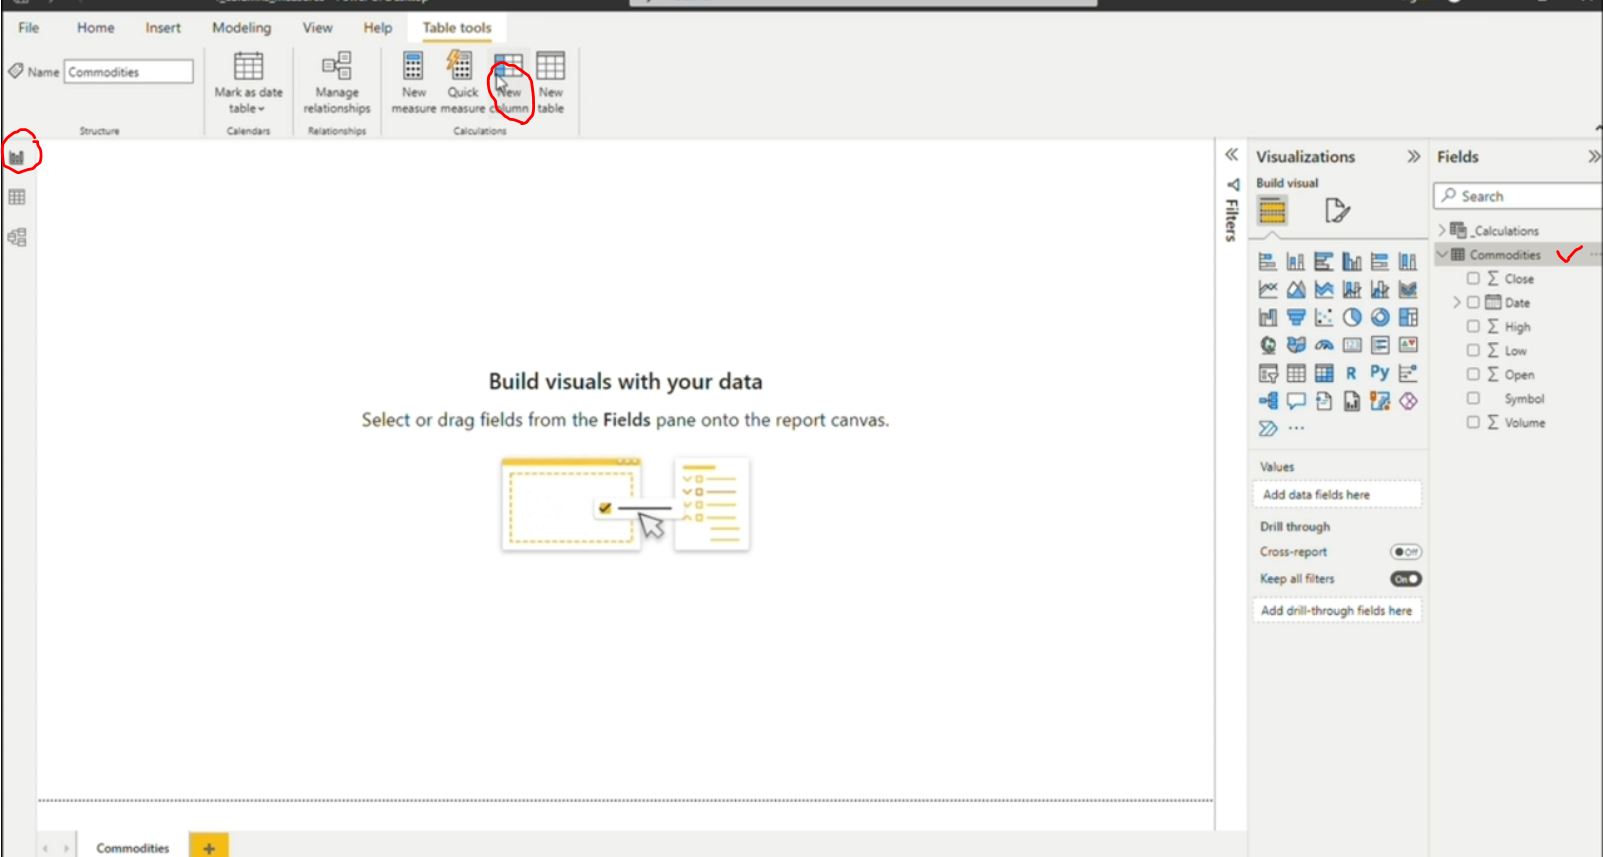 File Home Insert Modeling View Help Table tools
Name Commodities
Mark as date table
Manage relationships
New measure
Quick measure
New column
New table
Structure Calendars Relationships Calculations
Build visuals with your data
Select or drag fields from the Fields pane onto the report canvas.
Filters
Visualizations
Build visual
R Py
123
Values
Add data fields here
Drill through
Cross-report Off
Keep all filters On
Add drill-through fields here
Fields
Search
_Calculations
Commodities
Σ Close
Date
Σ High
Σ Low
Σ Open
Symbol
Σ Volume
Commodities +